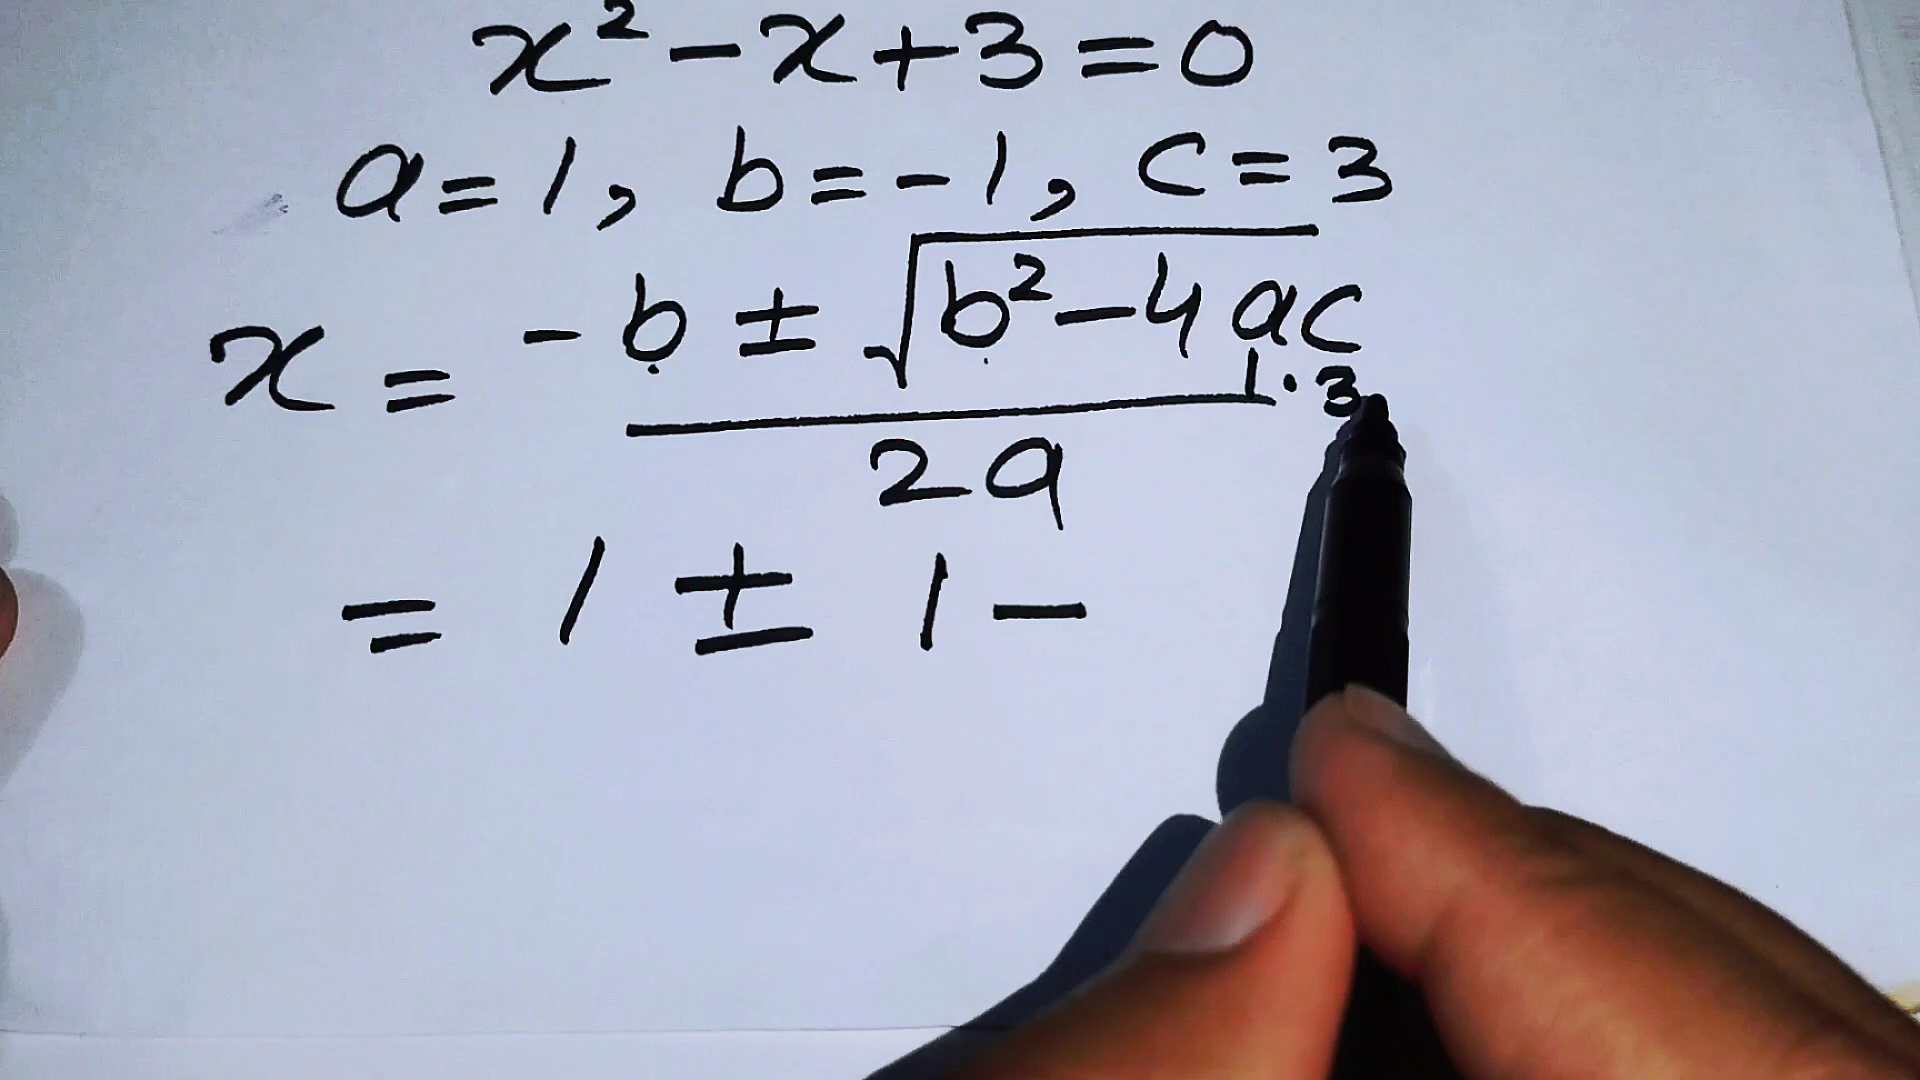 x² - x + 3 = 0
a = 1, b = -1, c = 3
x = -b ± √(b² - 4ac) / 2a
1 · 3
= 1 ± 1 -